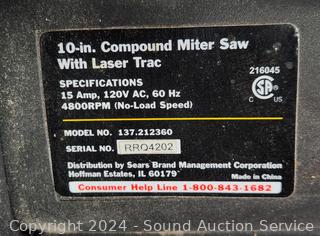 10-in. Compound Miter Saw
With Laser Trac
216045
SPECIFICATIONS
15 Amp, 120V AC, 60 Hz
4800RPM (No-Load Speed)
C US
MODEL NO. 137.212360
SERIAL NO. RRQ4202
Distribution by Sears Brand Management Corporation
Hoffman Estates, IL 60179
Made in China
Consumer Help Line 1-800-843-1682
Copyright 2024 - Sound Auction Service